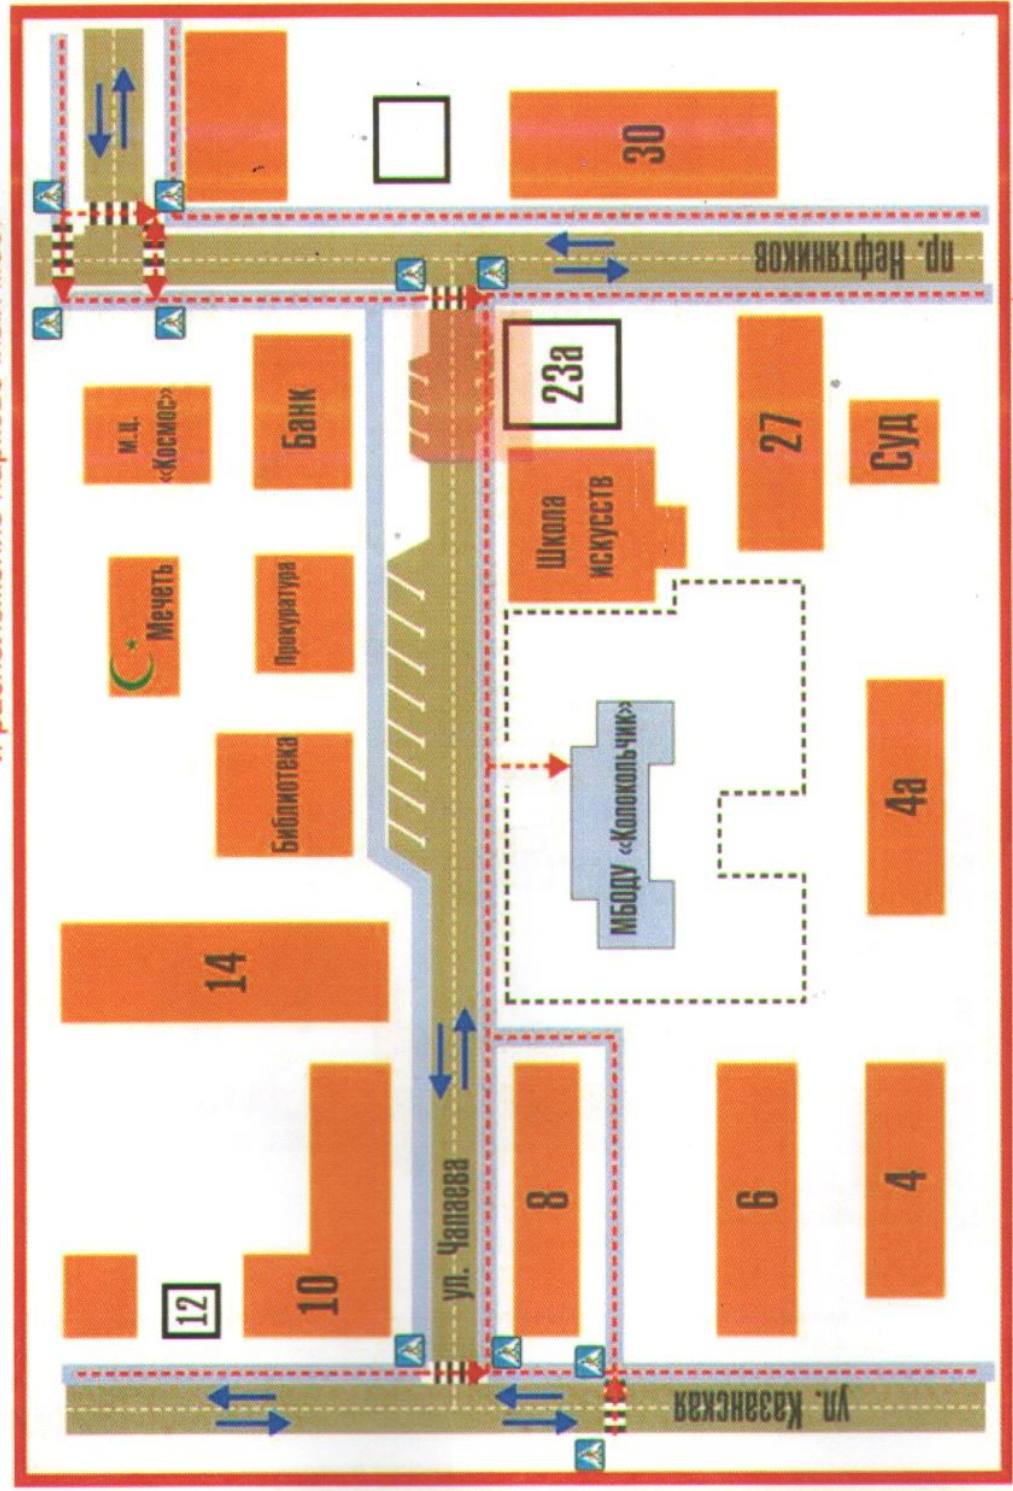 12
10
14
Библиотека
Мечеть
Прокуратура
м.ц.
«Космос»
Банк
ул. Чапаева
8
6
4
МБОДУ «Колокольчик»
4а
Школа
искусств
23а
27
Суд
30
ул. Казанская
пр. Нефтяников